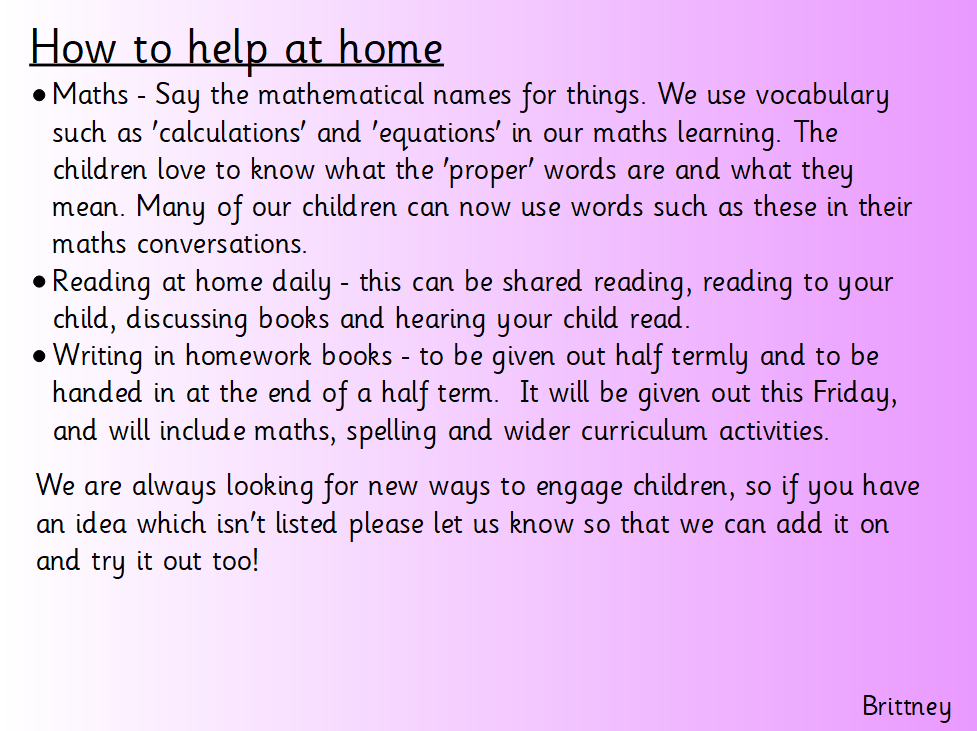 How to help at home
● Maths - Say the mathematical names for things. We use vocabulary
such as 'calculations' and 'equations' in our maths learning. The
children love to know what the 'proper' words are and what they
mean. Many of our children can now use words such as these in their
maths conversations.
● Reading at home daily - this can be shared reading, reading to your
child, discussing books and hearing your child read.
● Writing in homework books - to be given out half termly and to be
handed in at the end of a half term.  It will be given out this Friday,
and will include maths, spelling and wider curriculum activities.
We are always looking for new ways to engage children, so if you have
an idea which isn't listed please let us know so that we can add it on
and try it out too!
Brittney